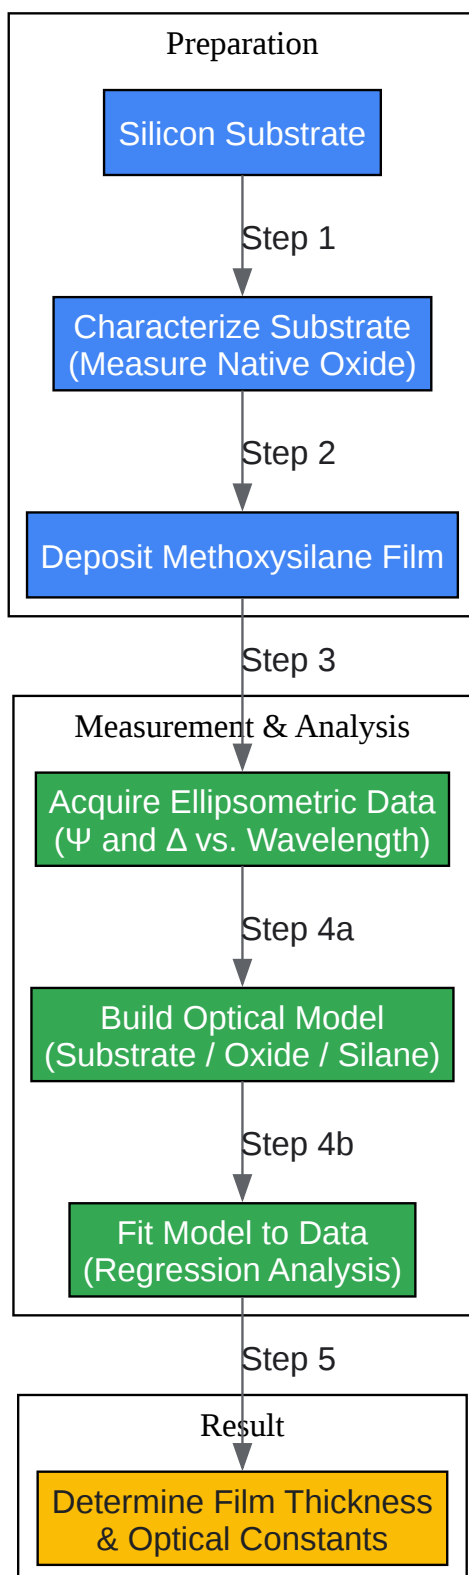 Preparation
Silicon Substrate
Step 1
Characterize Substrate
(Measure Native Oxide)
Step 2
Deposit Methoxysilane Film
Step 3
Measurement & Analysis
Acquire Ellipsometric Data
(Ψ and Δ vs. Wavelength)
Step 4a
Build Optical Model
(Substrate / Oxide / Silane)
Step 4b
Fit Model to Data
(Regression Analysis)
Step 5
Result
Determine Film Thickness
& Optical Constants